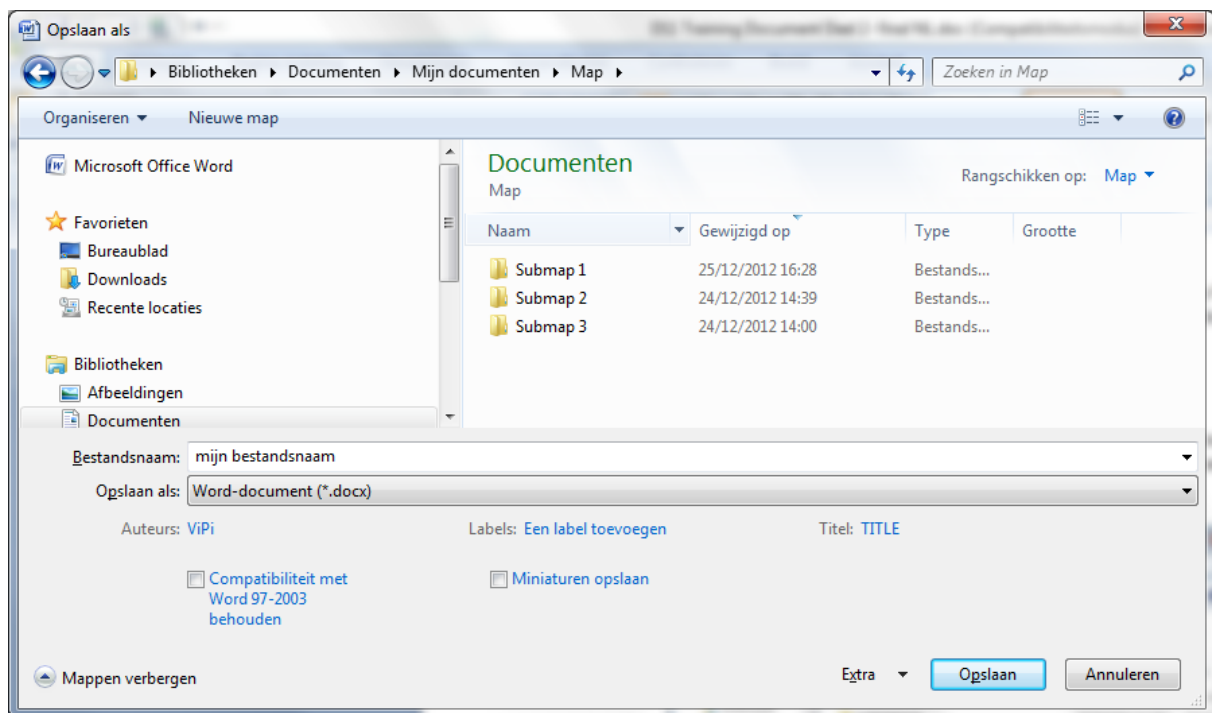 Opslaan als
Bibliotheken Documenten Mijn documenten Map Zoeken in Map
Organiseren Nieuwe map
Microsoft Office Word
Favorieten
Bureaublad
Downloads
Recente locaties
Bibliotheken
Afbeeldingen
Documenten
Documenten
Map
Rangschikken op: Map
Naam Gewijzigd op Type Grootte
Submap 1 25/12/2012 16:28 Bestands...
Submap 2 24/12/2012 14:39 Bestands...
Submap 3 24/12/2012 14:00 Bestands...
Bestandsnaam: mijn bestandsnaam
Opslaan als: Word-document (*.docx)
Auteurs: ViPi Labels: Een label toevoegen Titel: TITLE
Compatibiliteit met
Word 97-2003
behouden
Miniaturen opslaan
Mappen verbergen Extra Opslaan Annuleren